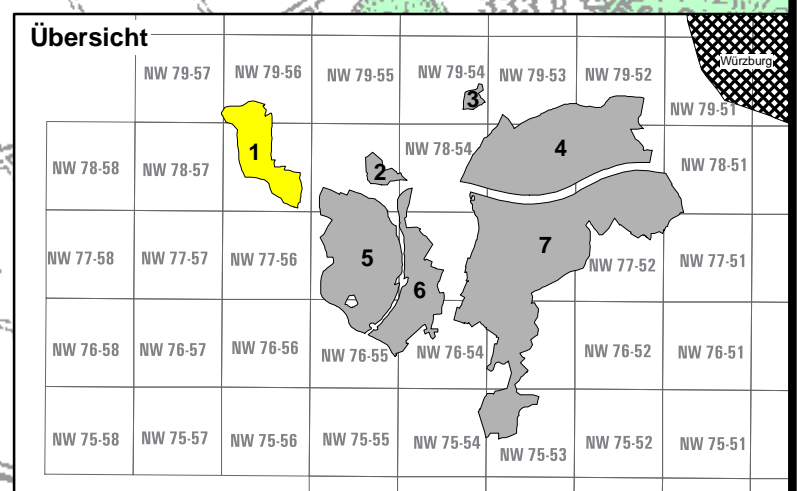 Übersicht
Würzburg
NW 79-57 NW 79-56 NW 79-55 NW 79-54 NW 79-53 NW 79-52
3
NW 79-51
1
2
NW 78-54
4
NW 78-58 NW 78-57
NW 78-51
NW 77-58 NW 77-57 NW 77-56
5
7
NW 77-52 NW 77-51
6
NW 76-58 NW 76-57 NW 76-56 NW 76-55 NW 76-54 NW 76-52 NW 76-51
NW 75-58 NW 75-57 NW 75-56 NW 75-55 NW 75-54 NW 75-53 NW 75-52 NW 75-51